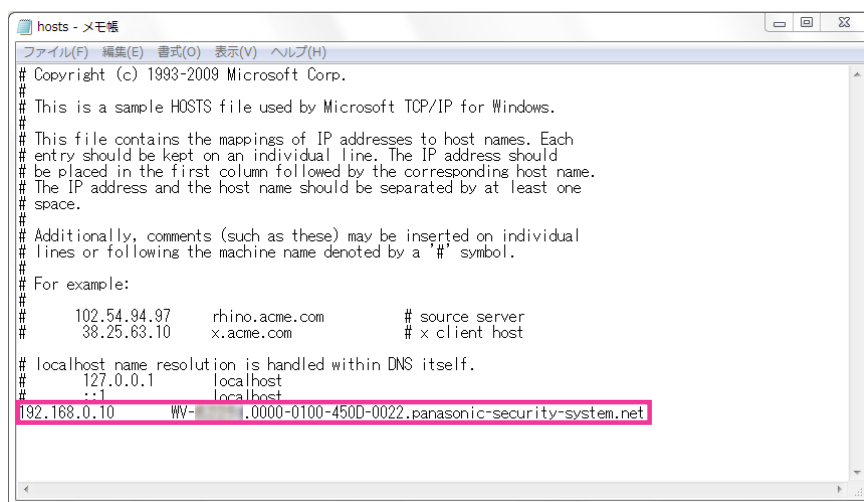 hosts - メモ帳
ファイル(F) 編集(E) 書式(O) 表示(V) ヘルプ(H)
# Copyright (c) 1993-2009 Microsoft Corp.
#
# This is a sample HOSTS file used by Microsoft TCP/IP for Windows.
#
# This file contains the mappings of IP addresses to host names. Each
# entry should be kept on an individual line. The IP address should
# be placed in the first column followed by the corresponding host name.
# The IP address and the host name should be separated by at least one
# space.
#
# Additionally, comments (such as these) may be inserted on individual
# lines or following the machine name denoted by a '#' symbol.
#
# For example:
#
# 102.54.94.97 rhino.acme.com # source server
# 38.25.63.10 x.acme.com # x client host

# localhost name resolution is handled within DNS itself.
# 127.0.0.1 localhost
# ::1 localhost
192.168.0.10 WV- .0000-0100-450D-0022.panasonic-security-system.net